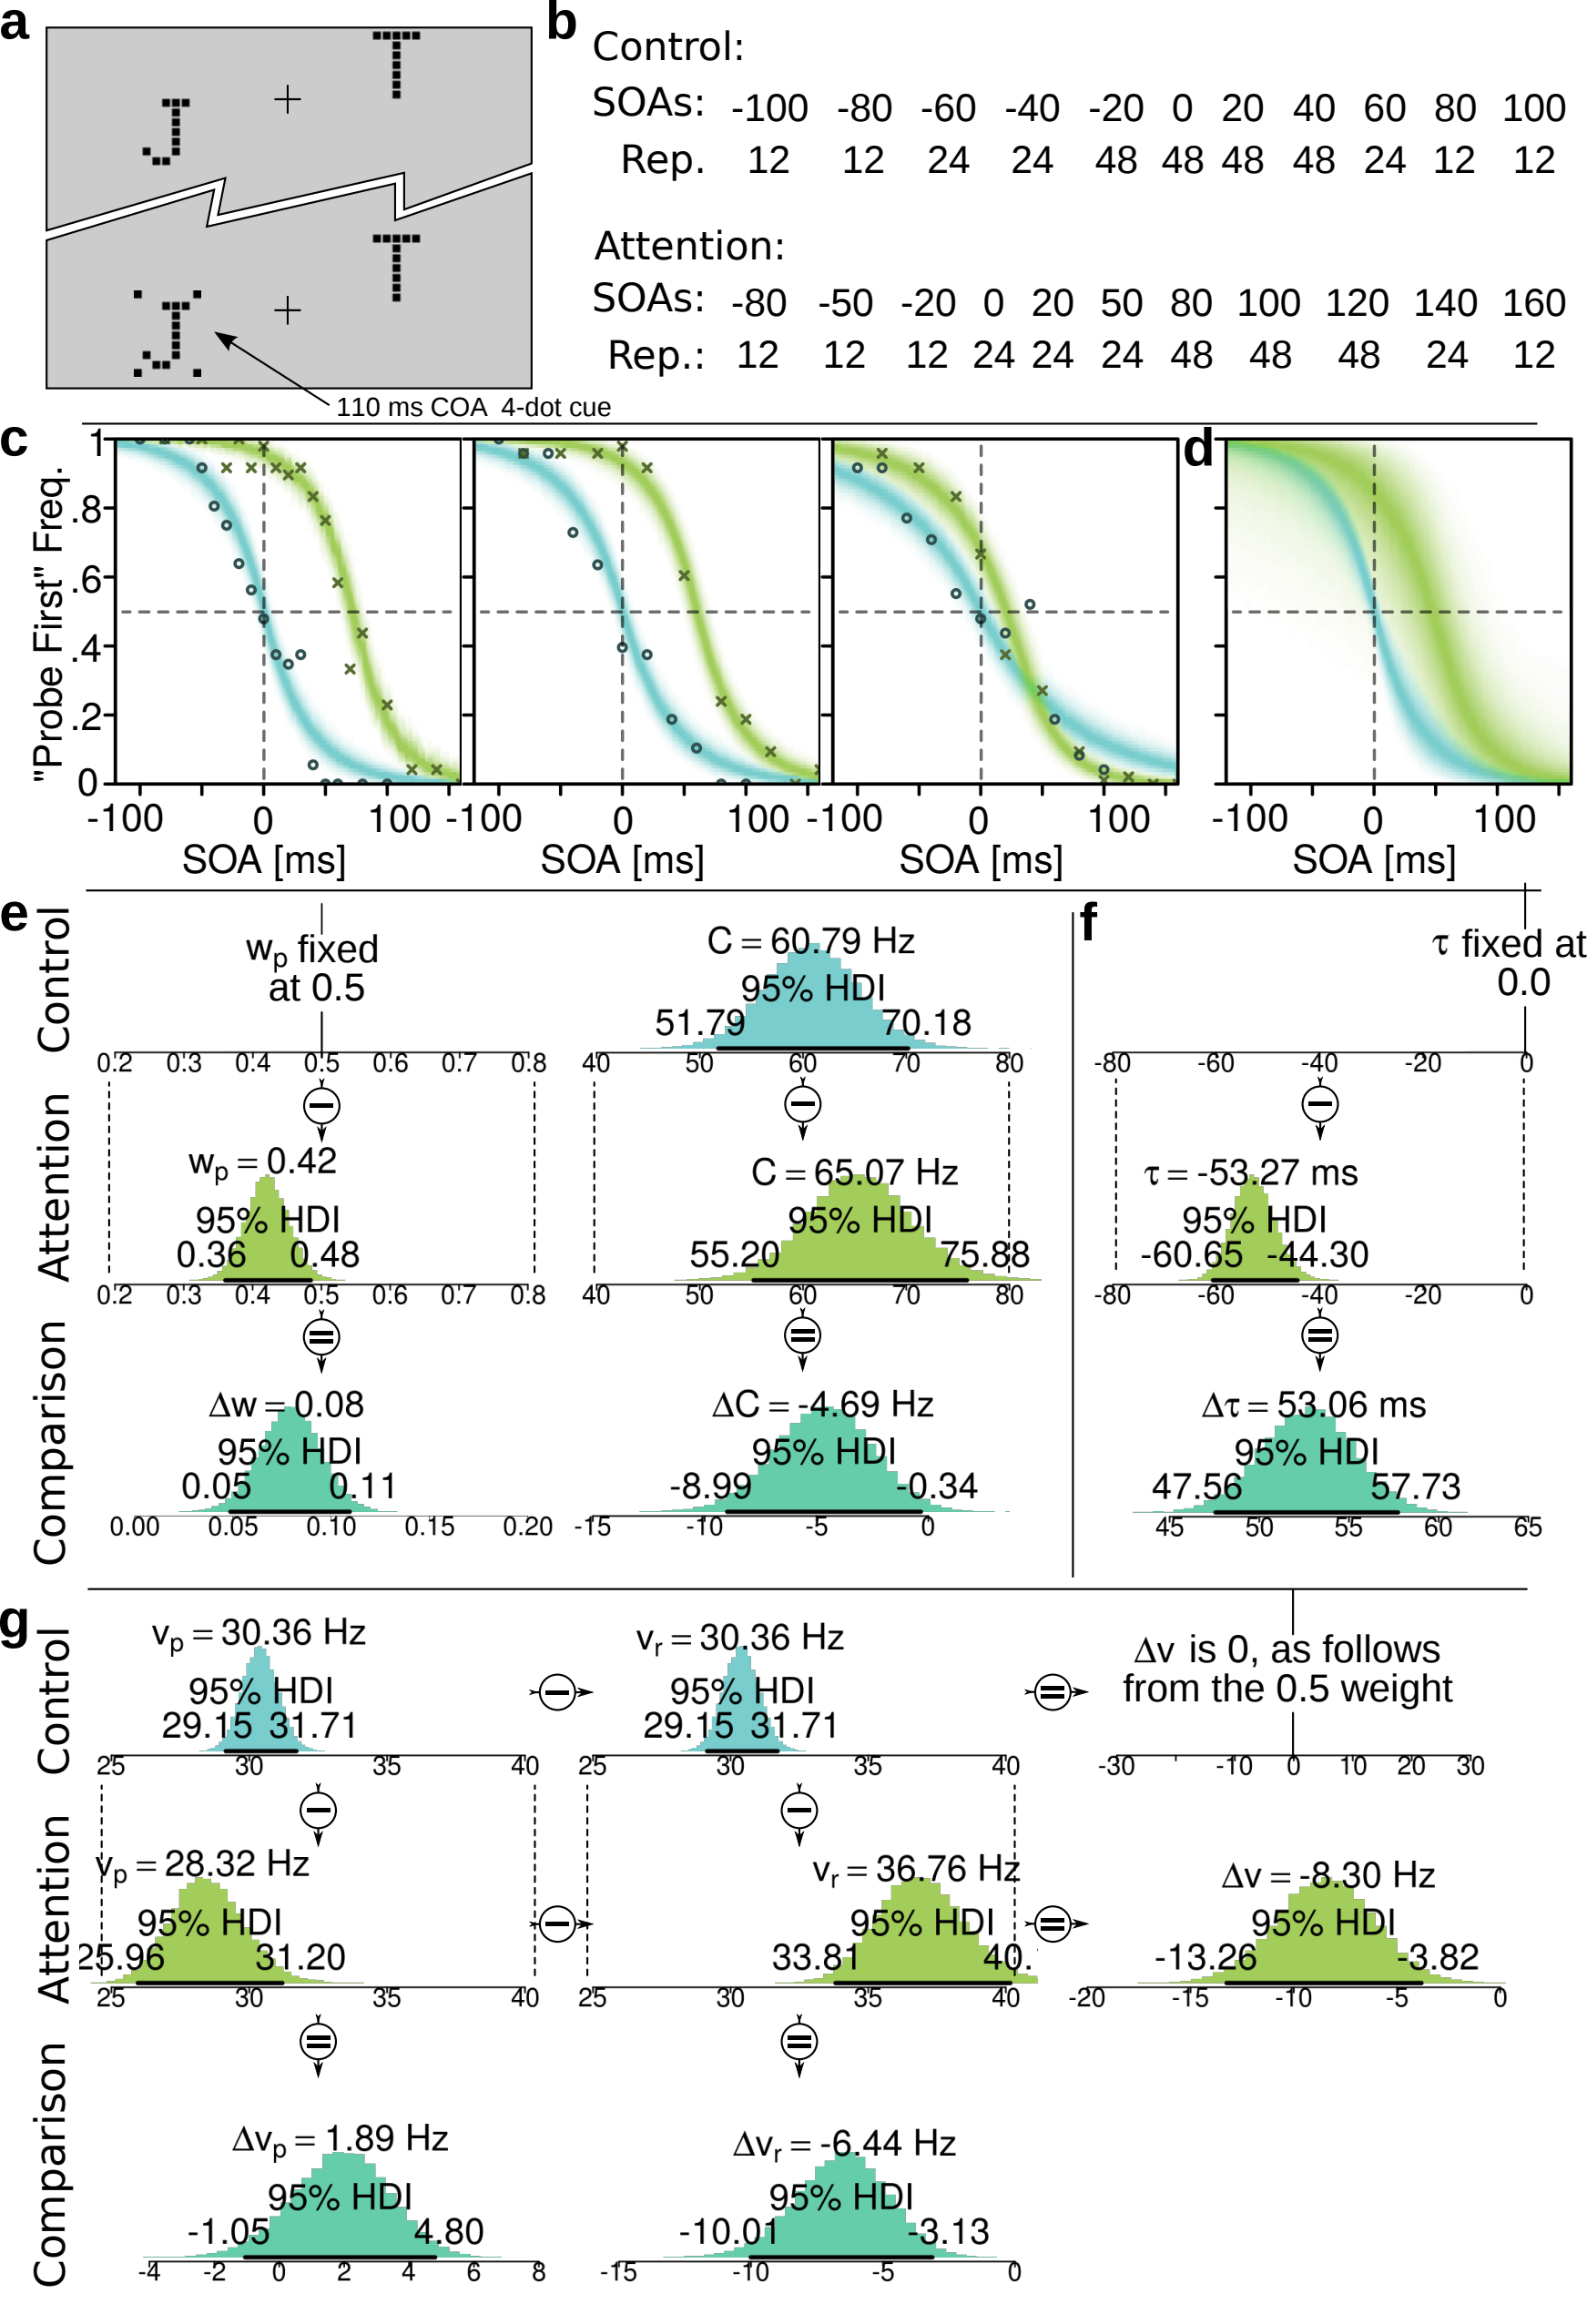 a
T
J
T
J
110 ms COA 4-dot cue
b
Control:
SOAs: -100 -80 -60 -40 -20 0 20 40 60 80 100
Rep. 12 12 24 24 48 48 48 48 24 12 12
Attention:
SOAs: -80 -50 -20 0 20 50 80 100 120 140 160
Rep.: 12 12 12 24 24 24 48 48 48 24 12
c
"Probe First" Freq.
1
.8
.6
.4
.2
0
-100 0 100 -100 0 100 -100 0 100
SOA [ms] SOA [ms] SOA [ms]
d
-100 0 100
SOA [ms]
e
Control
wp fixed
at 0.5
0.2 0.3 0.4 0.5 0.6 0.7 0.8
C = 60.79 Hz
95% HDI
51.79 70.18
40 50 60 70 80
Attention
wp = 0.42
95% HDI
0.36 0.48
0.2 0.3 0.4 0.5 0.6 0.7 0.8
C = 65.07 Hz
95% HDI
55.20 75.88
40 50 60 70 80
Comparison
Δw = 0.08
95% HDI
0.05 0.11
0.00 0.05 0.10 0.15 0.20
ΔC = -4.69 Hz
95% HDI
-8.99 -0.34
-15 -10 -5 0
f
τ fixed at
0.0
-80 -60 -40 -20 0
τ = -53.27 ms
95% HDI
-60.65 -44.30
-80 -60 -40 -20 0
Δτ = 53.06 ms
95% HDI
47.56 57.73
45 50 55 60 65
g
Control
vp = 30.36 Hz
95% HDI
29.15 31.71
25 30 35 40
vr = 30.36 Hz
95% HDI
29.15 31.71
25 30 35 40
Δv is 0, as follows
from the 0.5 weight
-30 -10 0 10 20 30
Attention
vp = 28.32 Hz
95% HDI
25.96 31.20
25 30 35 40
vr = 36.76 Hz
95% HDI
33.81 40.
25 30 35 40
Δv = -8.30 Hz
95% HDI
-13.26 -3.82
-20 -15 -10 -5 0
Comparison
Δvp = 1.89 Hz
95% HDI
-1.05 4.80
-4 -2 0 2 4 6 8
Δvr = -6.44 Hz
95% HDI
-10.01 -3.13
-15 -10 -5 0